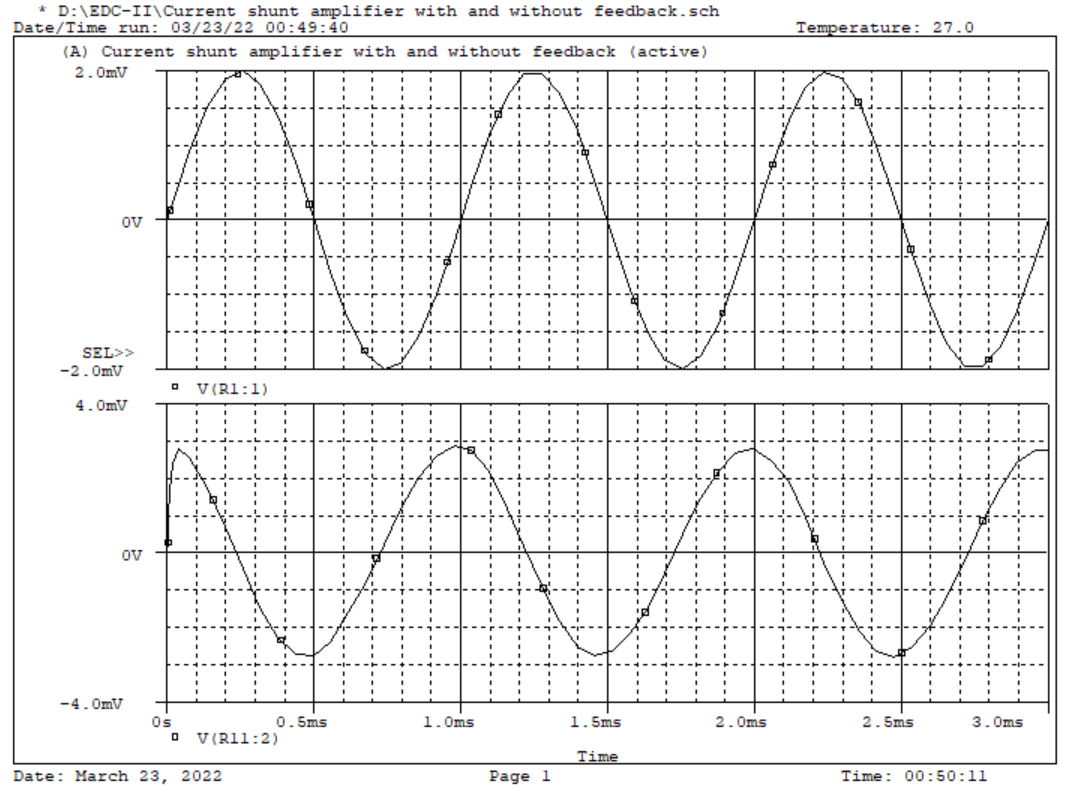 * D:\EDC-II\Current shunt amplifier with and without feedback.sch
Date/Time run: 03/23/22 00:49:40 Temperature: 27.0
(A) Current shunt amplifier with and without feedback (active)
2.0mV
0V
SEL>>
-2.0mV
V(R1:1)
4.0mV
0V
-4.0mV
0s 0.5ms 1.0ms 1.5ms 2.0ms 2.5ms 3.0ms
V(R11:2)
Time
Date: March 23, 2022 Page 1 Time: 00:50:11